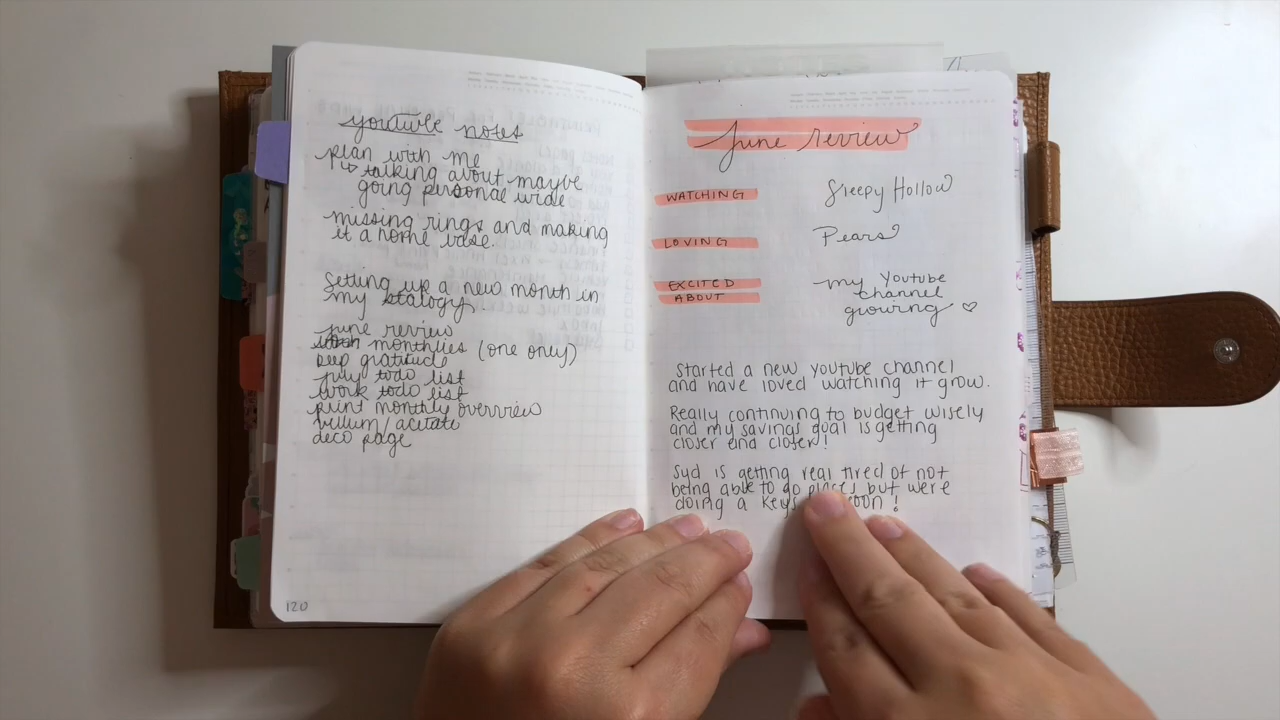 youtube notes
plan with me
↳ talking about maybe
going personal wide
missing rings and making
it a home base.
Setting up a new month in
my stalogy.
june review
monthlies (one only)
keep gratitude
july todo list
work todo list
print monthly overview
vellum/acetate
deco page
120
June review
WATCHING
Sleepy Hollow
LOVING
Pears
EXCITED
ABOUT
my Youtube
channel
growing ♡
Started a new youtube channel
and have loved watching it grow.
Really continuing to budget wisely
and my savings goal is getting
closer and closer!
Syd is getting real tired of not
being able to go places but were
doing a keys soon!